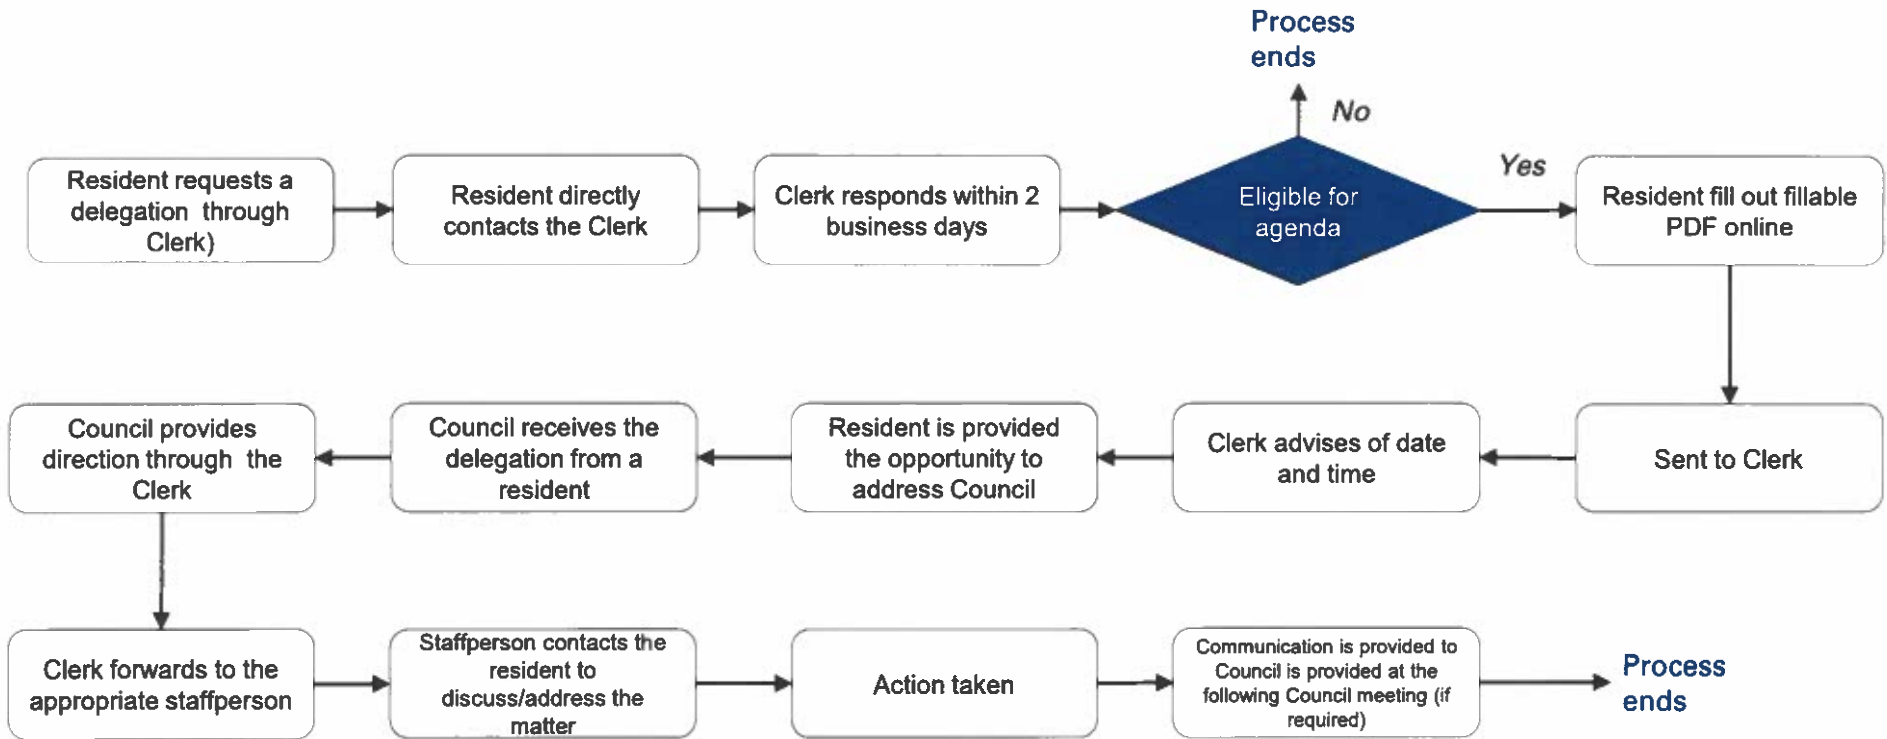 Process
ends
No
Yes
Resident requests a
delegation through
Clerk)
Resident directly
contacts the Clerk
Clerk responds within 2
business days
Eligible for
agenda
Resident fill out fillable
PDF online
Sent to Clerk
Clerk advises of date
and time
Resident is provided
the opportunity to
address Council
Council receives the
delegation from a
resident
Council provides
direction through the
Clerk
Clerk forwards to the
appropriate staffperson
Staffperson contacts the
resident to
discuss/address the
matter
Action taken
Communication is provided to
Council is provided at the
following Council meeting (if
required)
Process
ends